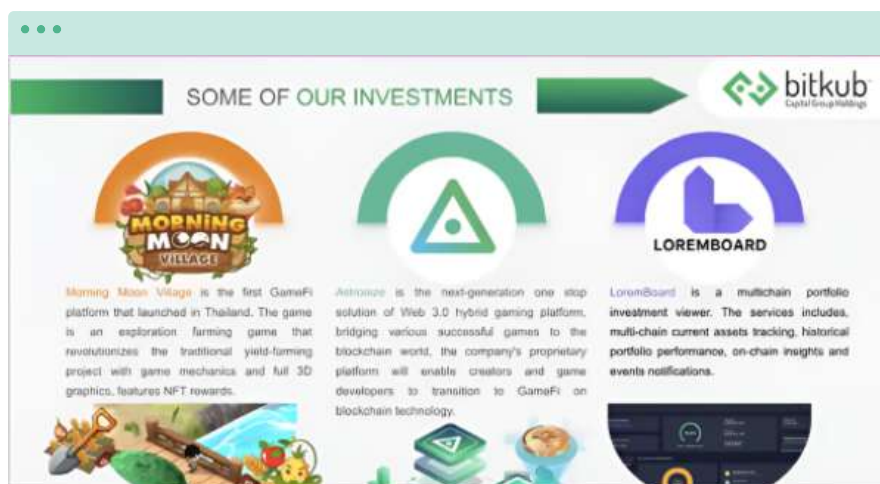 SOME OF OUR INVESTMENTS
bitkub
Capital Group Holdings
MORNING
MOON
VILLAGE
LOREMBOARD
Morning Moon Village is the first GameFi
platform that launched in Thailand. The game
is an exploration farming game that
revolutionizes the traditional yield-farming
project with game mechanics and full 3D
graphics, features NFT rewards.
Astronize is the next-generation one stop
solution of Web 3.0 hybrid gaming platform,
bridging various successful games to the
blockchain world, the company's proprietary
platform will enable creators and game
developers to transition to GameFi on
blockchain technology.
LoremBoard is a multichain portfolio
investment viewer. The services includes,
multi-chain current assets tracking, historical
portfolio performance, on-chain insights and
events notifications.